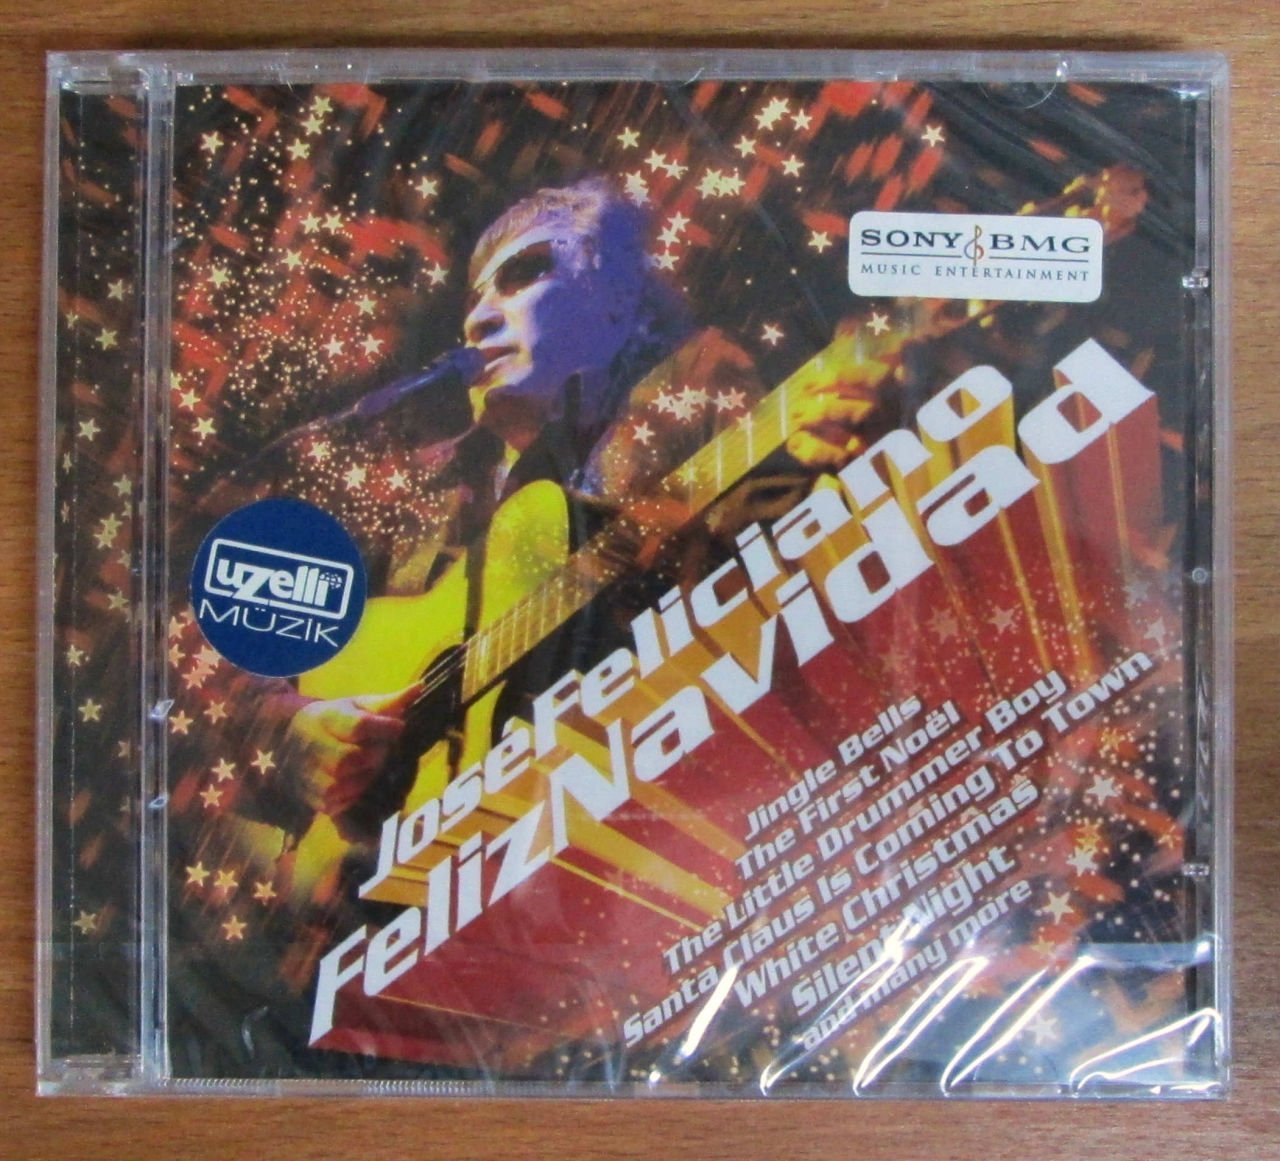 SONY BMG
MUSIC ENTERTAINMENT
uzelli
MÜZİK
José Feliciano
Feliz Navidad
Jingle Bells
The First Noël
The Little Drummer Boy
Santa Claus Is Coming To Town
White Christmas
Silent Night
and many more